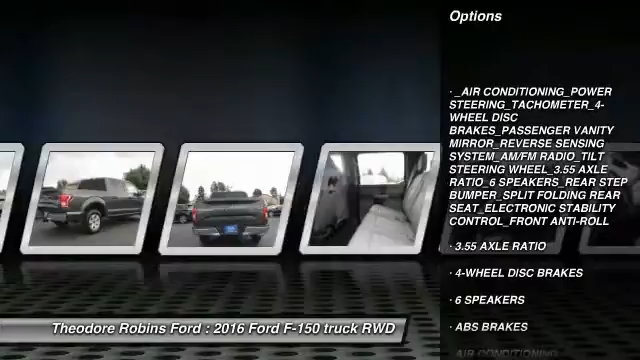 Options
· _AIR CONDITIONING_POWER
STEERING_TACHOMETER_4-
WHEEL DISC
BRAKES_PASSENGER VANITY
MIRROR_REVERSE SENSING
SYSTEM_AM/FM RADIO_TILT
STEERING WHEEL_3.55 AXLE
RATIO_6 SPEAKERS_REAR STEP
BUMPER_SPLIT FOLDING REAR
SEAT_ELECTRONIC STABILITY
CONTROL_FRONT ANTI-ROLL
· 3.55 AXLE RATIO
· 4-WHEEL DISC BRAKES
· 6 SPEAKERS
· ABS BRAKES
· AIR CONDITIONING
Theodore Robins Ford : 2016 Ford F-150 truck RWD